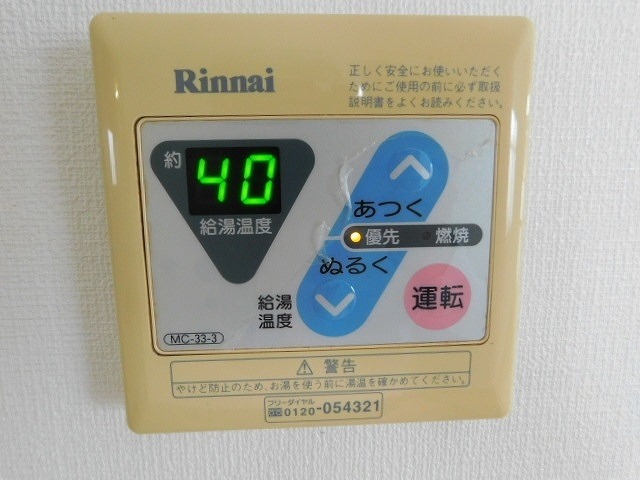 Rinnai
正しく安全にお使いいただく
ためにご使用の前に必ず取扱
説明書をよくお読みください。
約
40
給湯温度
あつく
優先 燃焼
ぬるく
給湯
温度
運転
MC-33-3
⚠ 警告
やけど防止のため、お湯を使う前に湯温を確かめてください。
フリーダイヤル
0120-054321